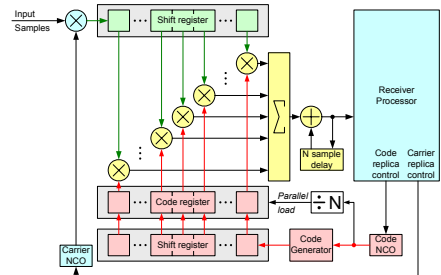 Input
Samples
Shift register
Receiver
Processor
N sample
delay
Code
replica
control
Carrier
replica
control
Code register
Parallel
load
÷ N
Shift register
Code
Generator
Code
NCO
Carrier
NCO